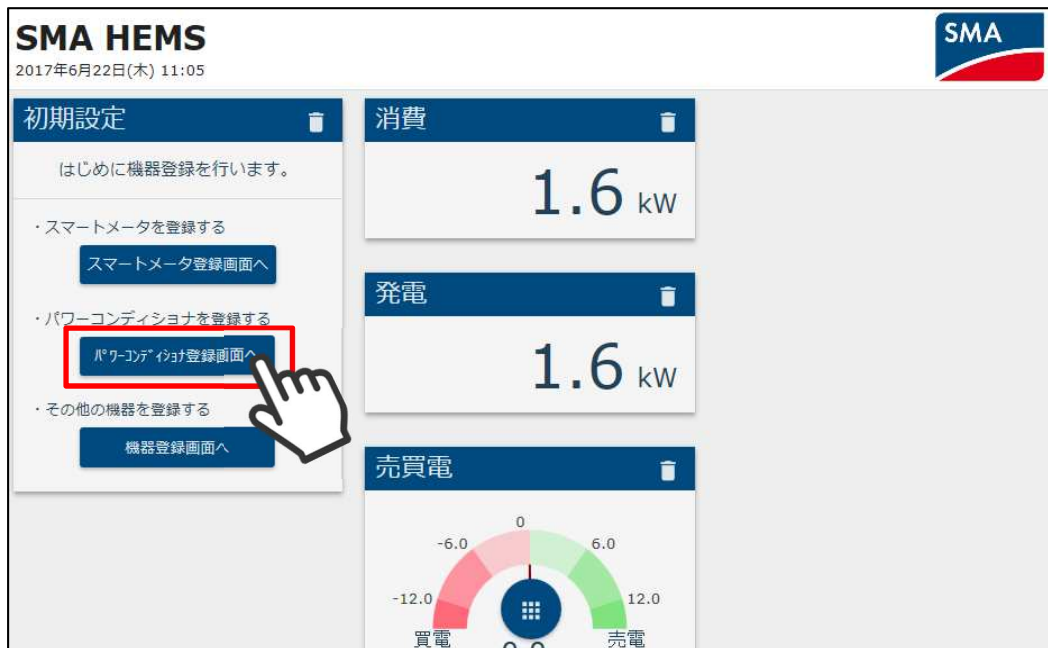 SMA HEMS
2017年6月22日(木) 11:05
SMA
初期設定
はじめに機器登録を行います。
・スマートメータを登録する
スマートメータ登録画面へ
・パワーコンディショナを登録する
ﾊﾟﾜｰｺﾝﾃﾞｨｼｮﾅ登録画面へ
・その他の機器を登録する
機器登録画面へ
消費
1.6 kW
発電
1.6 kW
売買電
0
-6.0
6.0
-12.0
12.0
買電
売電